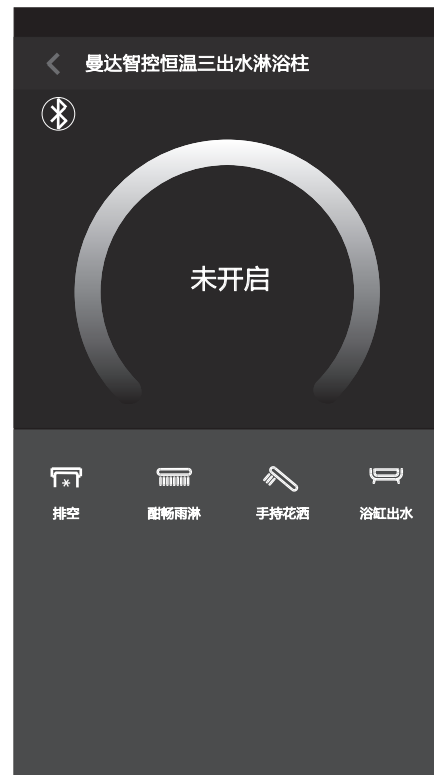 曼达智控恒温三出水淋浴柱
未开启
排空
酣畅雨淋
手持花洒
浴缸出水